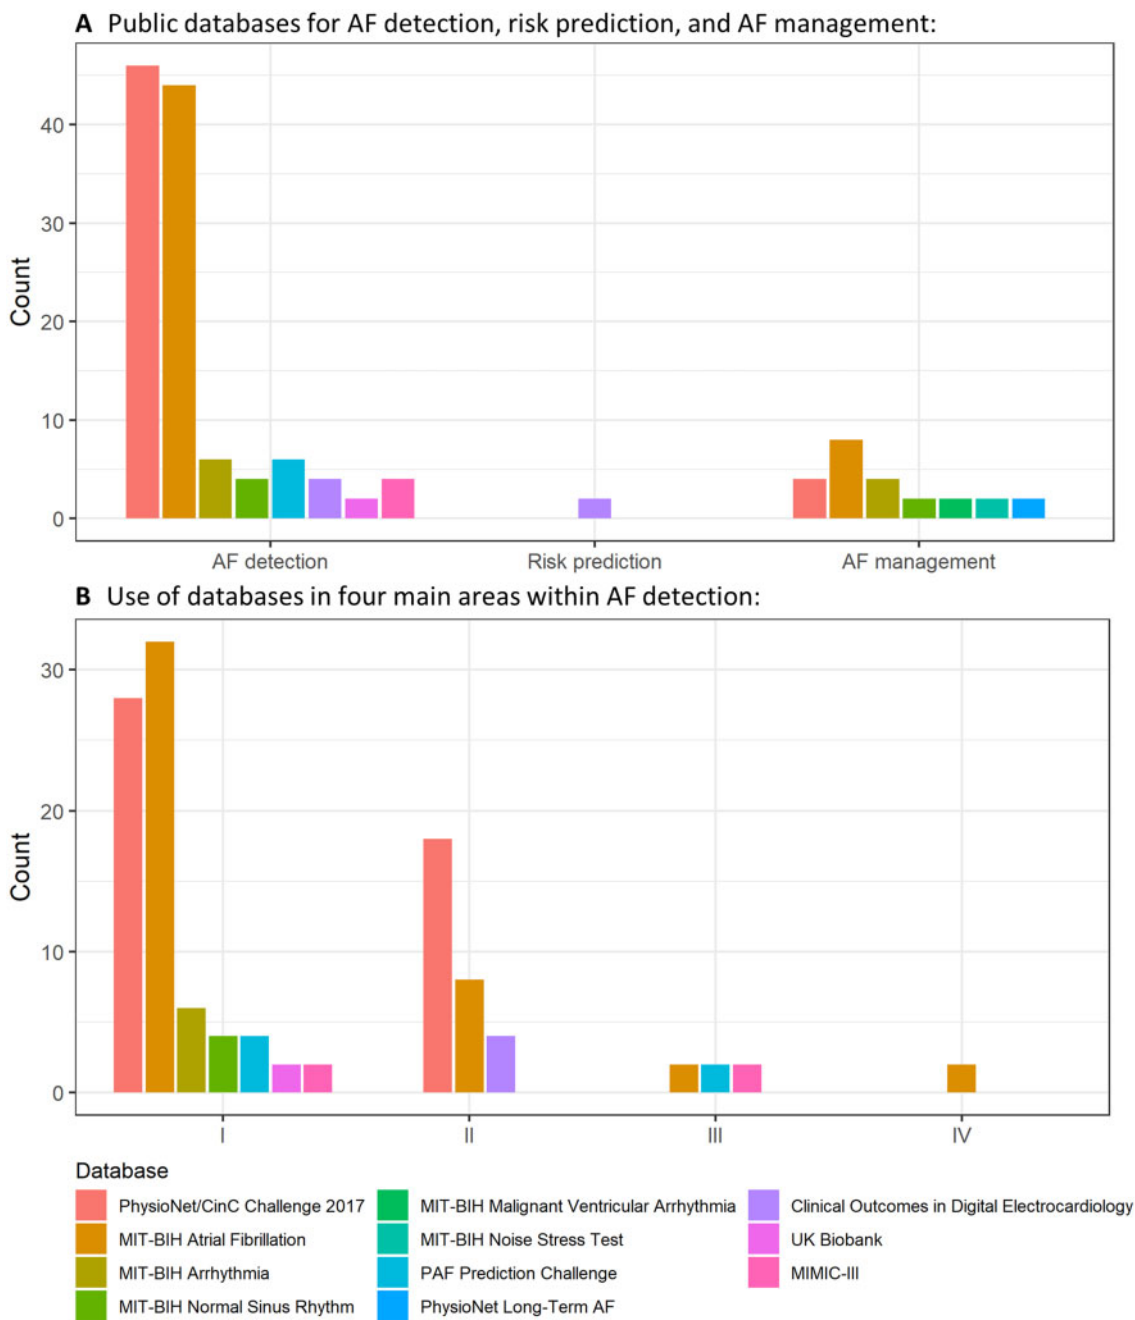 A Public databases for AF detection, risk prediction, and AF management:
40
30
20
10
0
Count
AF detection
Risk prediction
AF management
B Use of databases in four main areas within AF detection:
30
20
10
0
Count
I
II
III
IV
Database
PhysioNet/CinC Challenge 2017
MIT-BIH Atrial Fibrillation
MIT-BIH Arrhythmia
MIT-BIH Normal Sinus Rhythm
MIT-BIH Malignant Ventricular Arrhythmia
MIT-BIH Noise Stress Test
PAF Prediction Challenge
PhysioNet Long-Term AF
Clinical Outcomes in Digital Electrocardiology
UK Biobank
MIMIC-III